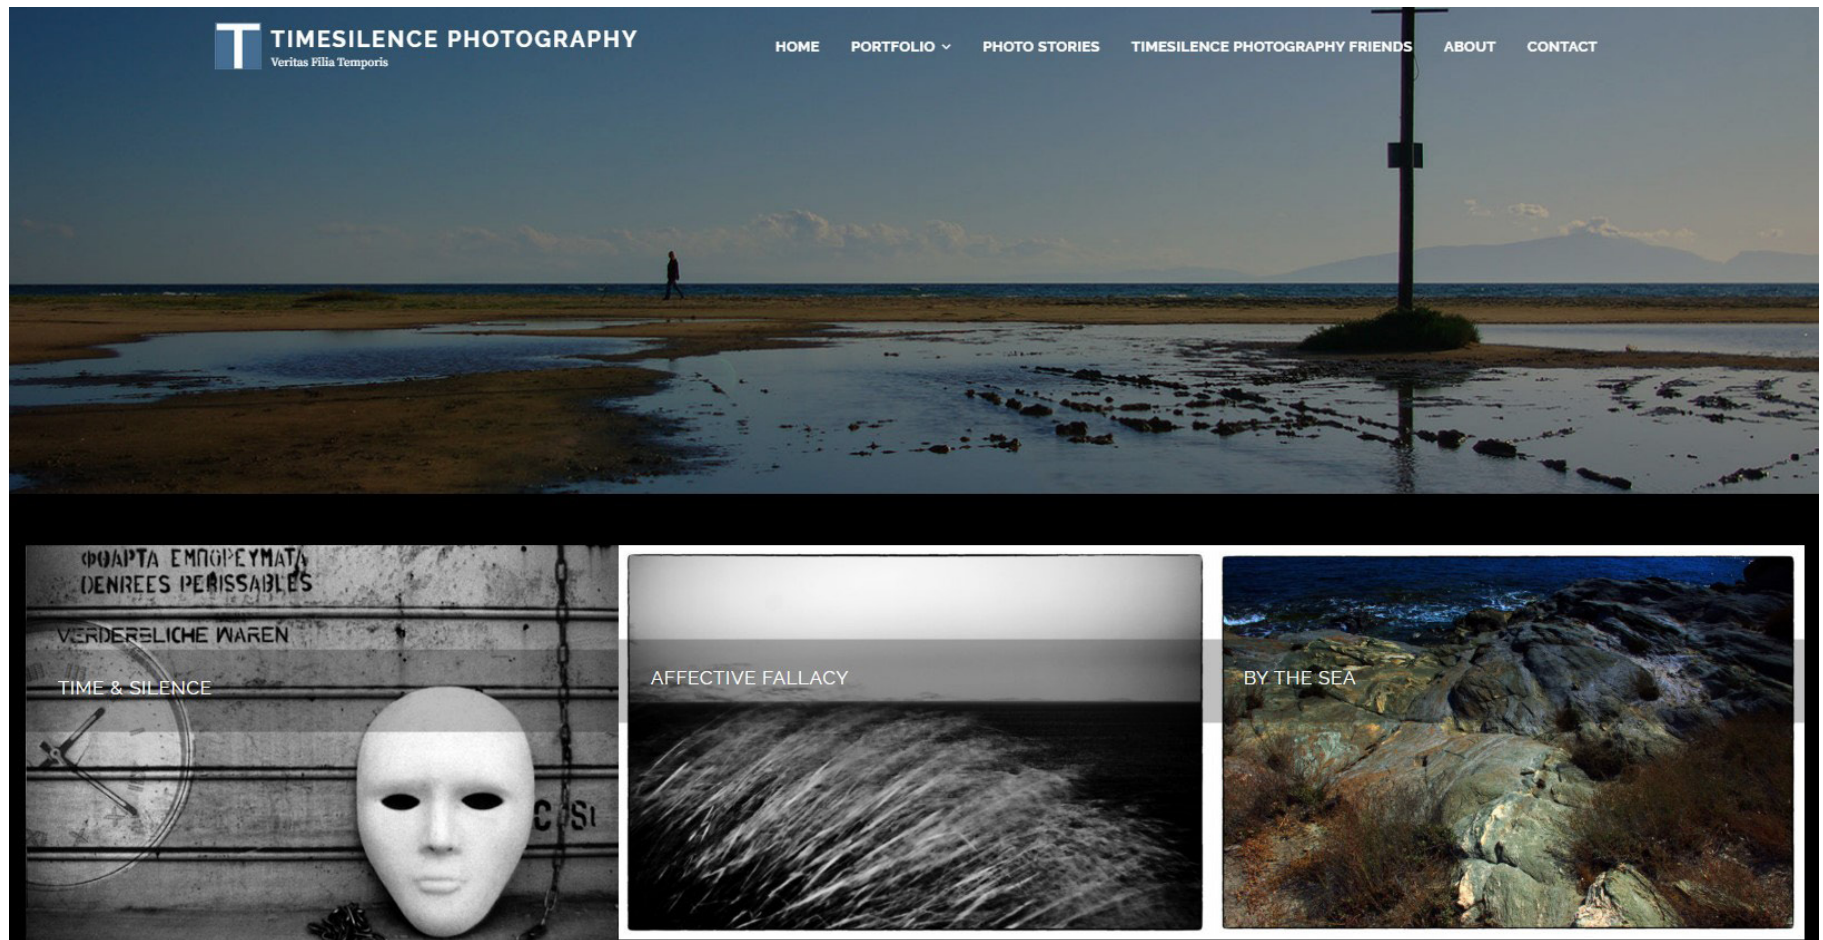 TIMESILENCE PHOTOGRAPHY
Veritas Filia Temporis
HOME
PORTFOLIO
PHOTO STORIES
TIMESILENCE PHOTOGRAPHY FRIENDS
ABOUT
CONTACT
ΦΘΑΡΤΑ ΕΜΠΟΡΕΥΜΑΤΑ
DENREES PERISSABLES
VERDERBLICHE WAREN
TIME & SILENCE
AFFECTIVE FALLACY
BY THE SEA